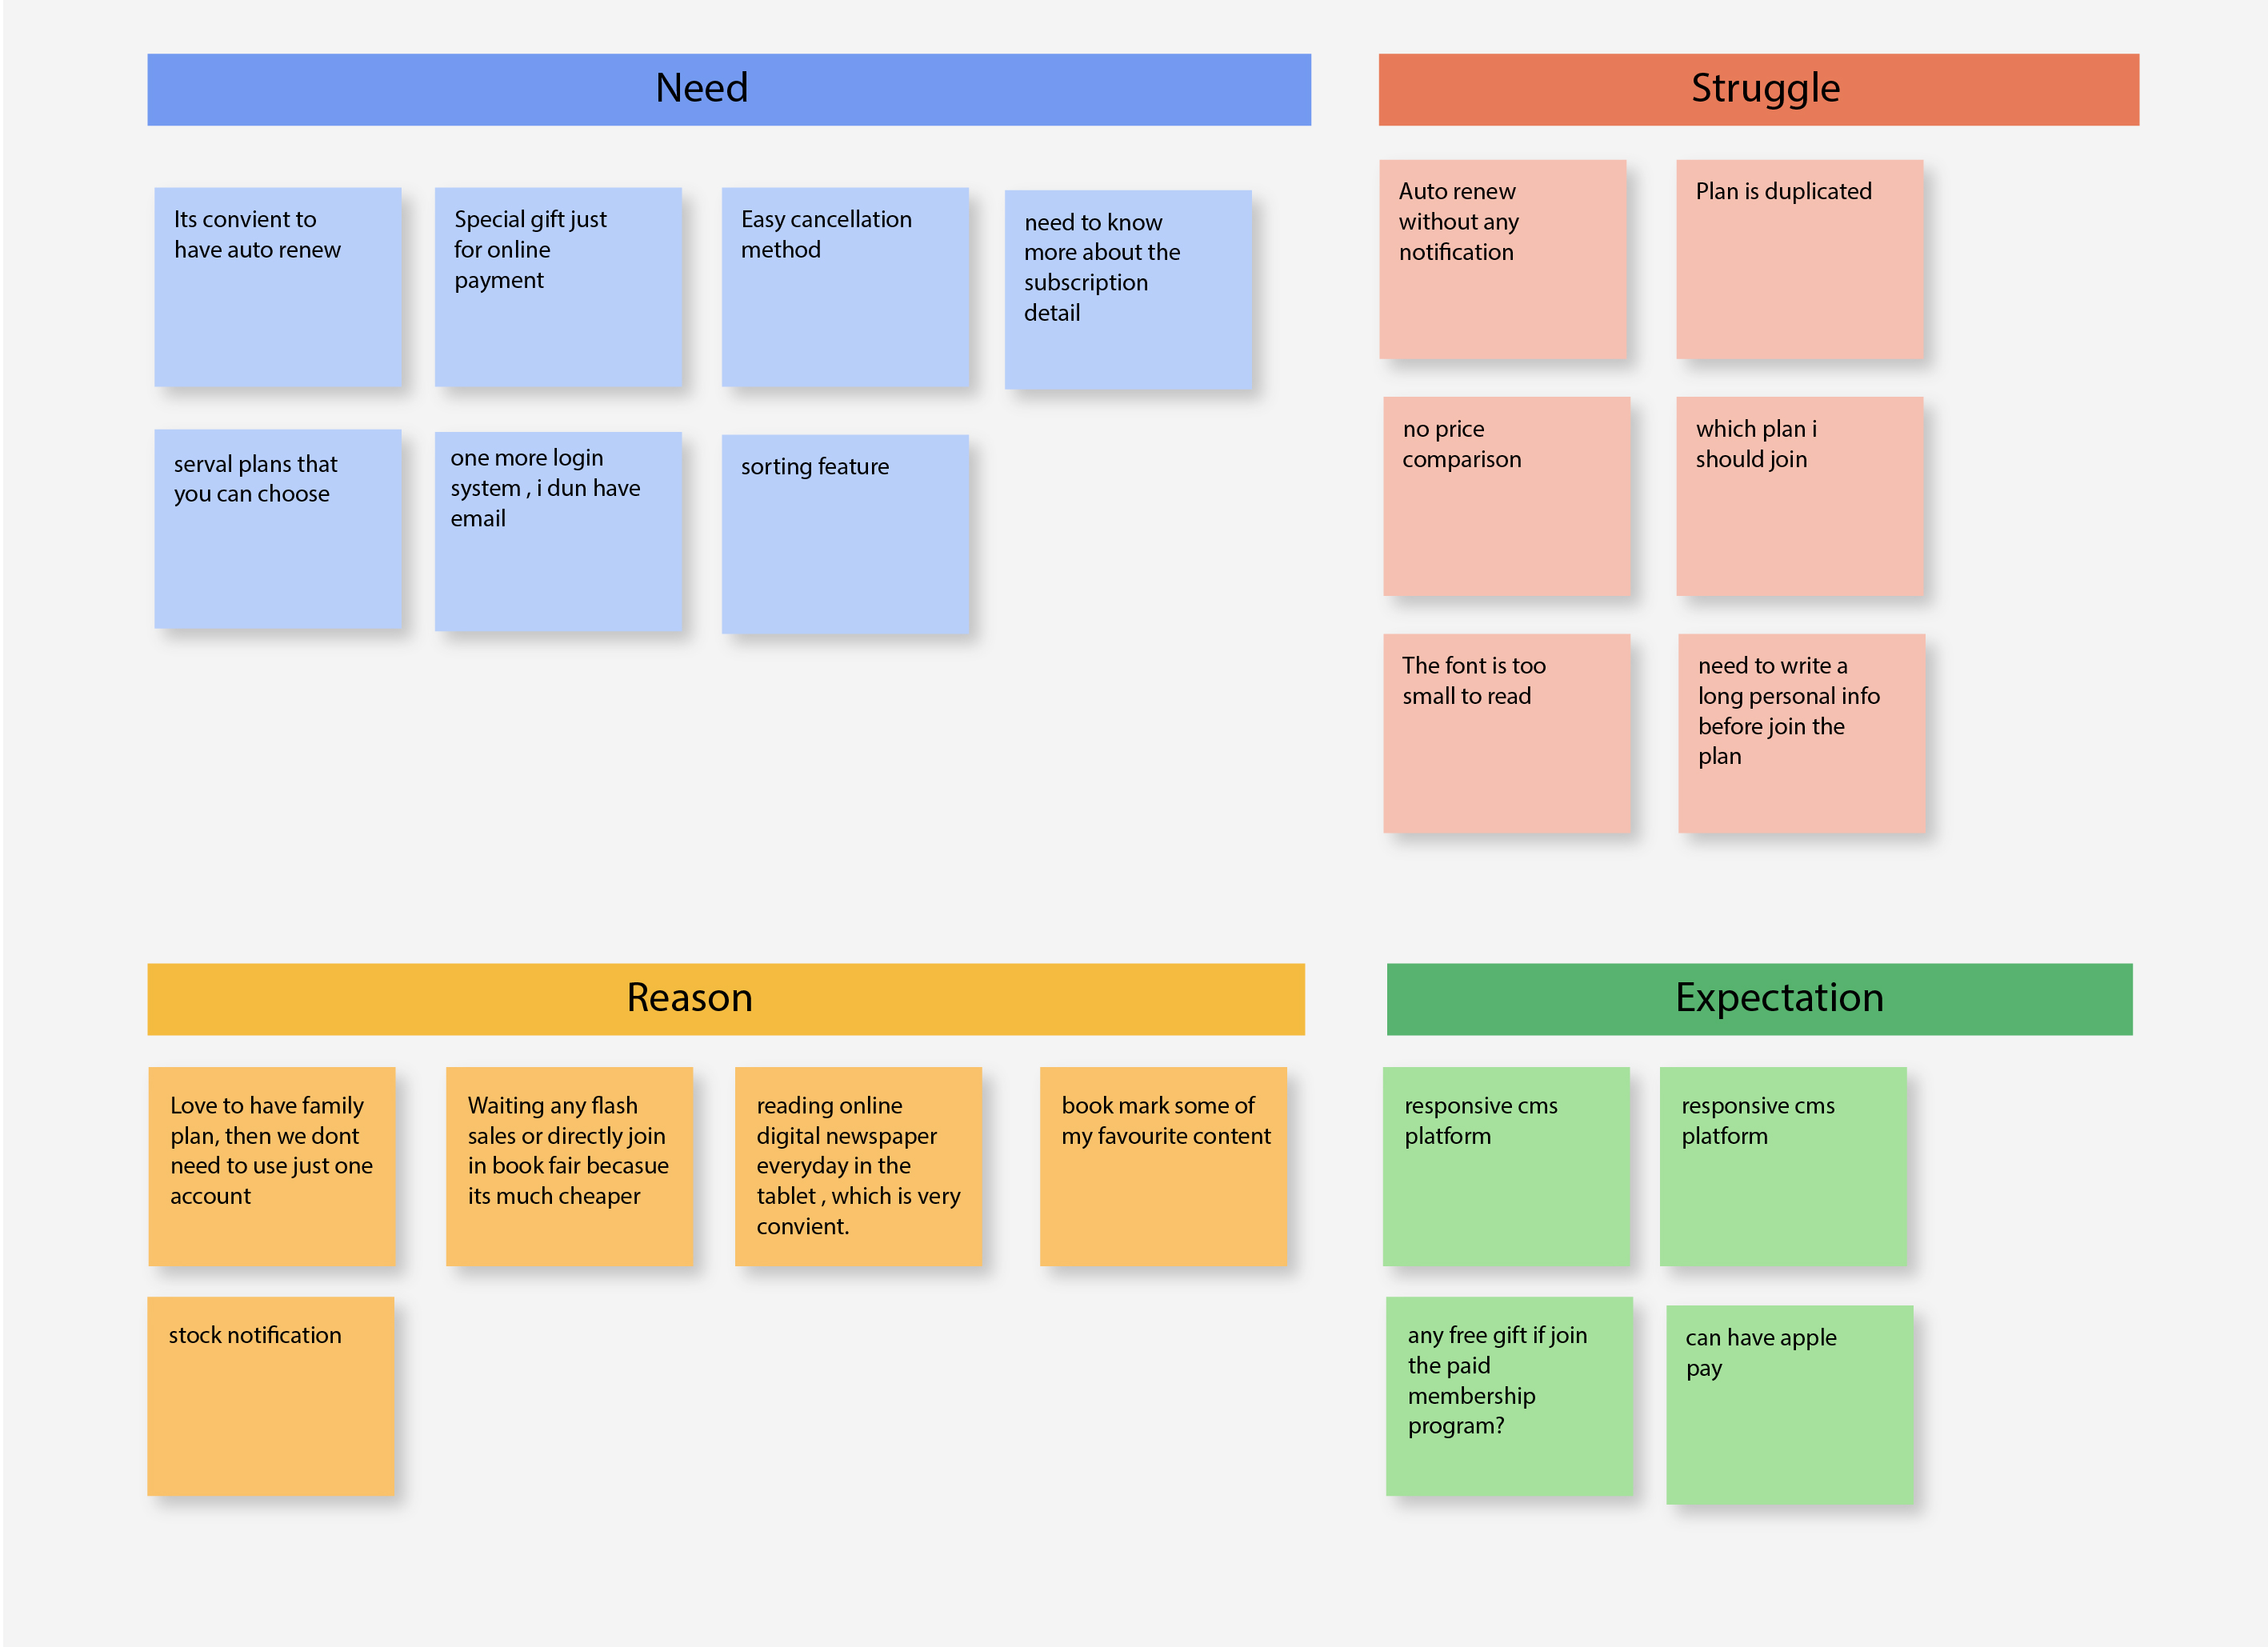 Need
Its convient to
have auto renew
Special gift just
for online
payment
Easy cancellation
method
need to know
more about the
subscription
detail
serval plans that
you can choose
one more login
system , i dun have
email
sorting feature
Struggle
Auto renew
without any
notification
Plan is duplicated
no price
comparison
which plan i
should join
The font is too
small to read
need to write a
long personal info
before join the
plan
Reason
Love to have family
plan, then we dont
need to use just one
account
Waiting any flash
sales or directly join
in book fair becasue
its much cheaper
reading online
digital newspaper
everyday in the
tablet , which is very
convient.
book mark some of
my favourite content
stock notification
Expectation
responsive cms
platform
responsive cms
platform
any free gift if join
the paid
membership
program?
can have apple
pay